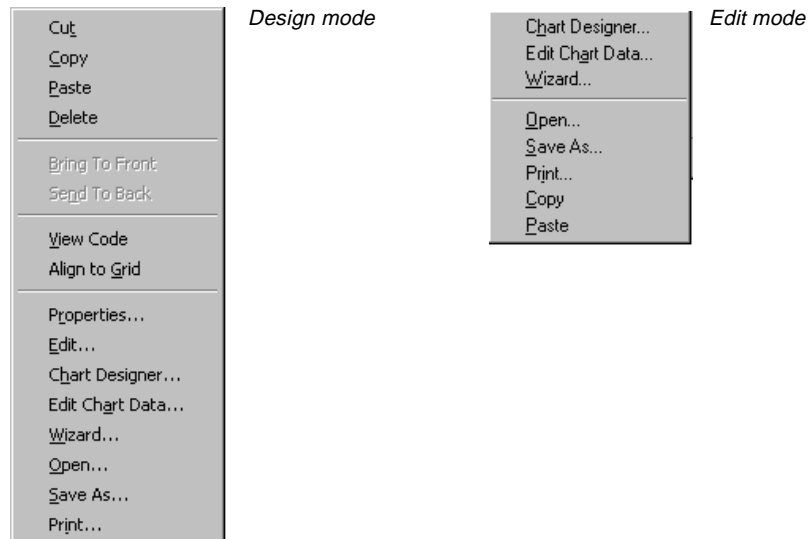 Cut
Copy
Paste
Delete
Bring To Front
Send To Back
View Code
Align to Grid
Properties...
Edit...
Chart Designer...
Edit Chart Data...
Wizard...
Open...
Save As...
Print...
Design mode
Chart Designer...
Edit Chart Data...
Wizard...
Open...
Save As...
Print...
Copy
Paste
Edit mode